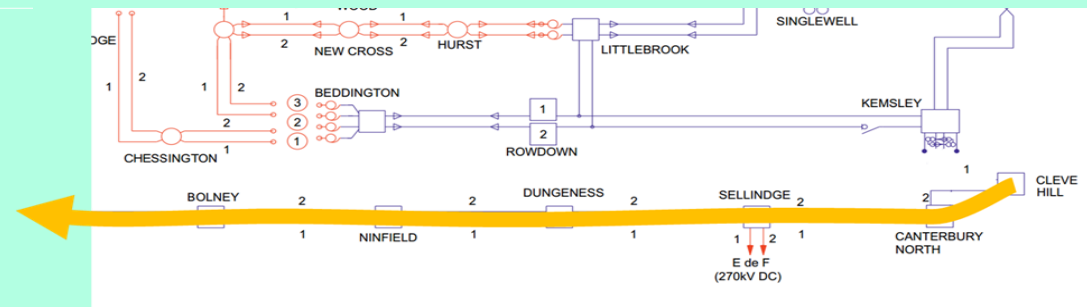 WOOD
SINGLEWELL
DGE
1
1
2
2
NEW CROSS
HURST
LITTLEBROOK
1
2
1
2
BEDDINGTON
3
2
1
1
2
ROWDOWN
KEMSLEY
2
1
CHESSINGTON
1
CLEVE
HILL
BOLNEY
2
2
DUNGENESS
2
SELLINDGE
2
2
1
NINFIELD
1
1
1
2
1
CANTERBURY
NORTH
E de F
(270kV DC)